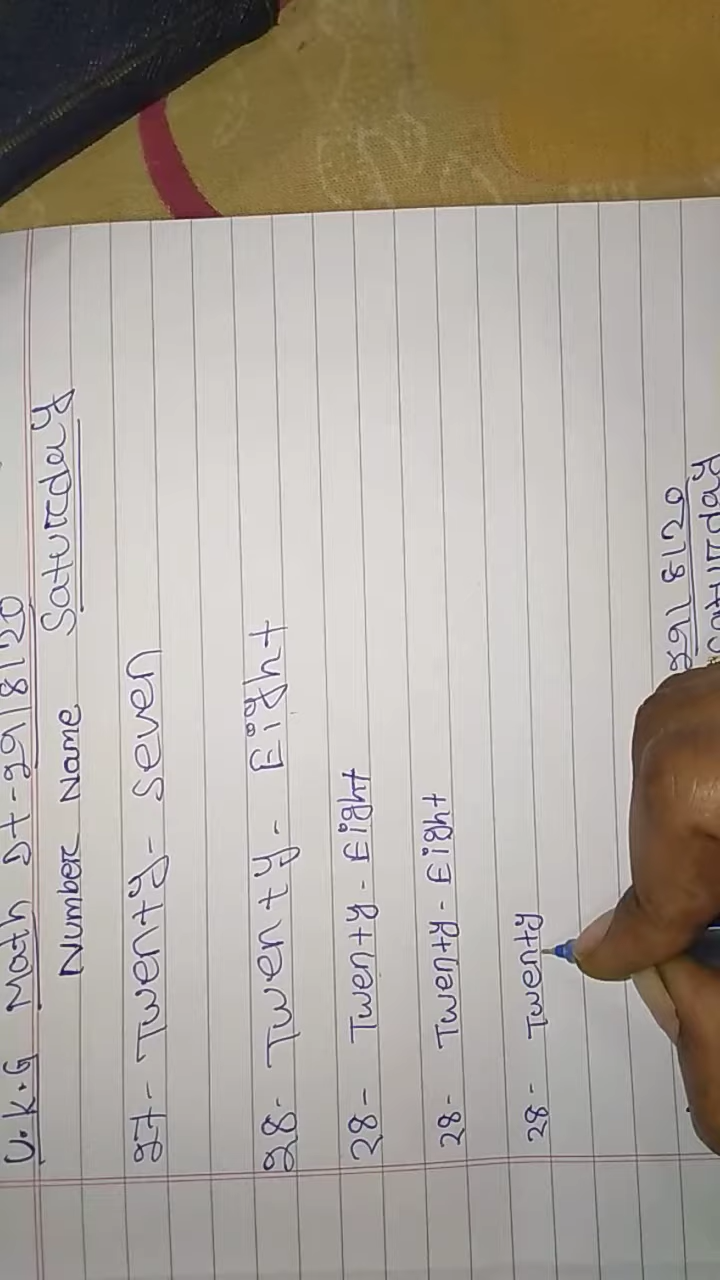 U.K.G Math Dt-29/8/20
Number Name Saturday
27- Twenty- Seven
28- Twenty- Eight
28- Twenty- Eight
28- Twenty- Eight
28- Twenty
29/8/20
Saturday